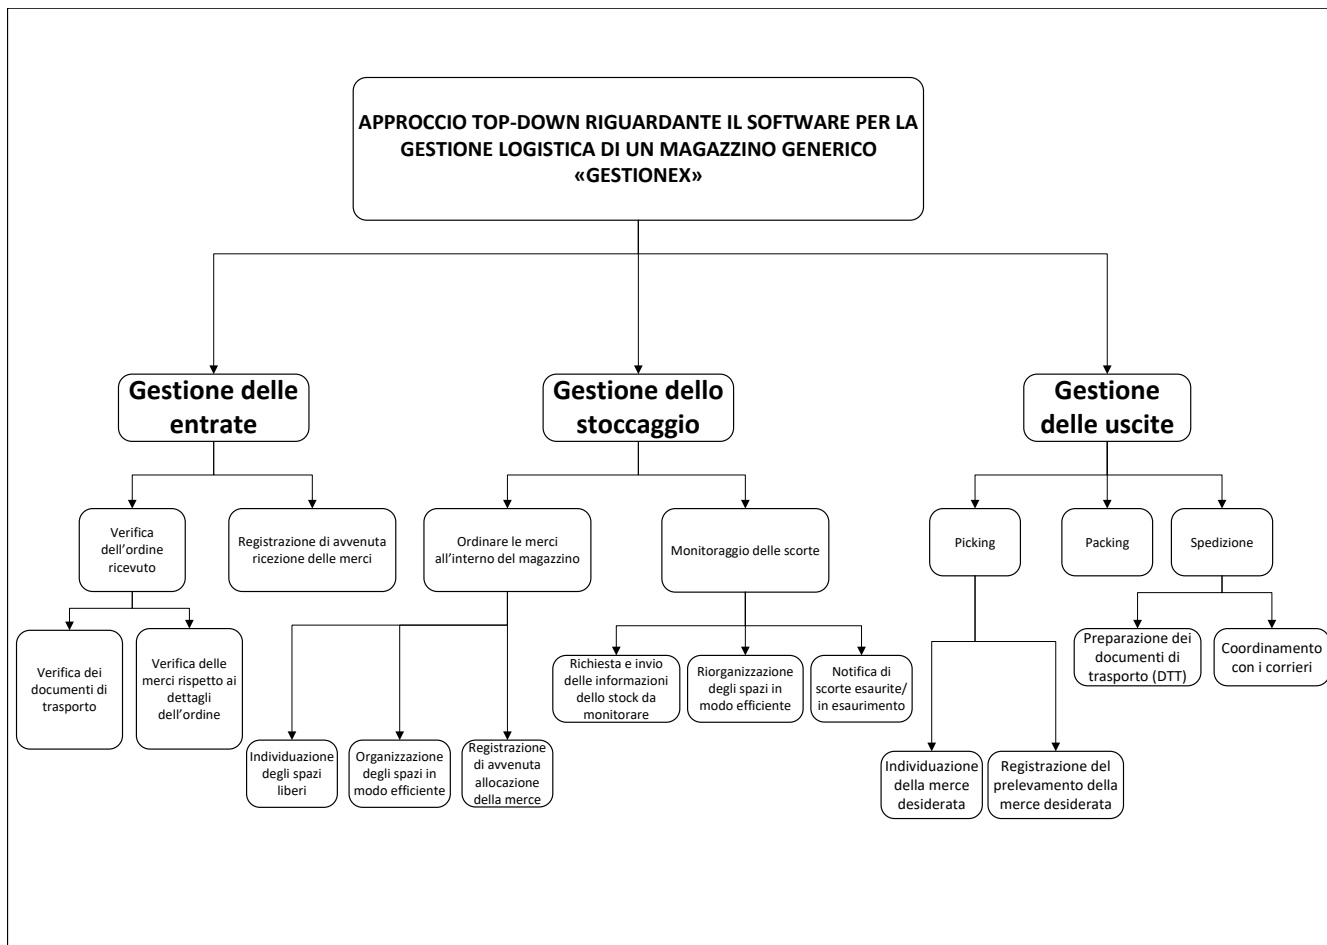 APPROCCIO TOP-DOWN RIGUARDANTE IL SOFTWARE PER LA
GESTIONE LOGISTICA DI UN MAGAZZINO GENERICO
«GESTIONEX»
Gestione delle
entrate
Gestione dello
stoccaggio
Gestione
delle uscite
Verifica
dell’ordine
ricevuto
Registrazione di avvenuta
ricezione delle merci
Ordinare le merci
all’interno del magazzino
Monitoraggio delle scorte
Picking
Packing
Spedizione
Verifica dei
documenti di
trasporto
Verifica delle
merci rispetto ai
dettagli
dell’ordine
Richiesta e invio
delle informazioni
dello stock da
monitorare
Riorganizzazione
degli spazi in
modo efficiente
Notifica di
scorte esaurite/
in esaurimento
Preparazione dei
documenti di
trasporto (DTT)
Coordinamento
con i corrieri
Individuazione
degli spazi
liberi
Organizzazione
degli spazi in
modo efficiente
Registrazione
di avvenuta
allocazione
della merce
Individuazione
della merce
desiderata
Registrazione del
prelevamento della
merce desiderata